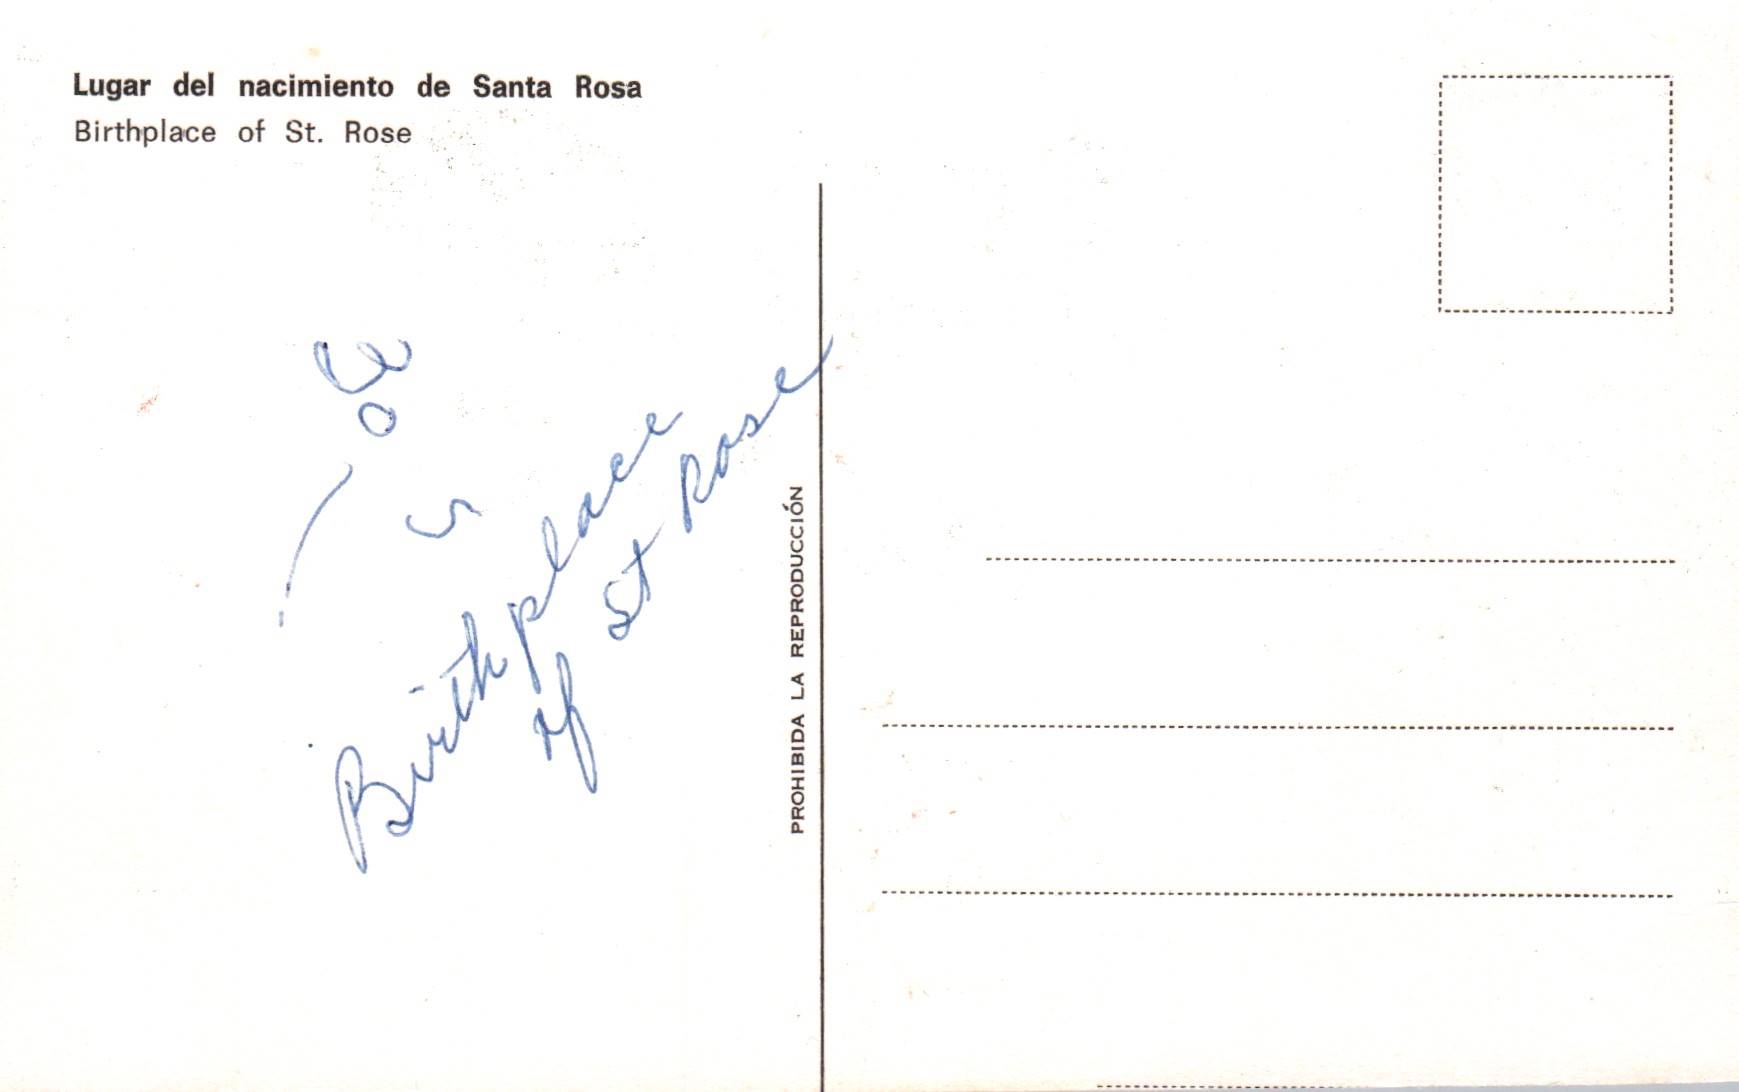 Lugar del nacimiento de Santa Rosa
Birthplace of St. Rose
Birthplace
of St Rose
PROHIBIDA LA REPRODUCCIÓN